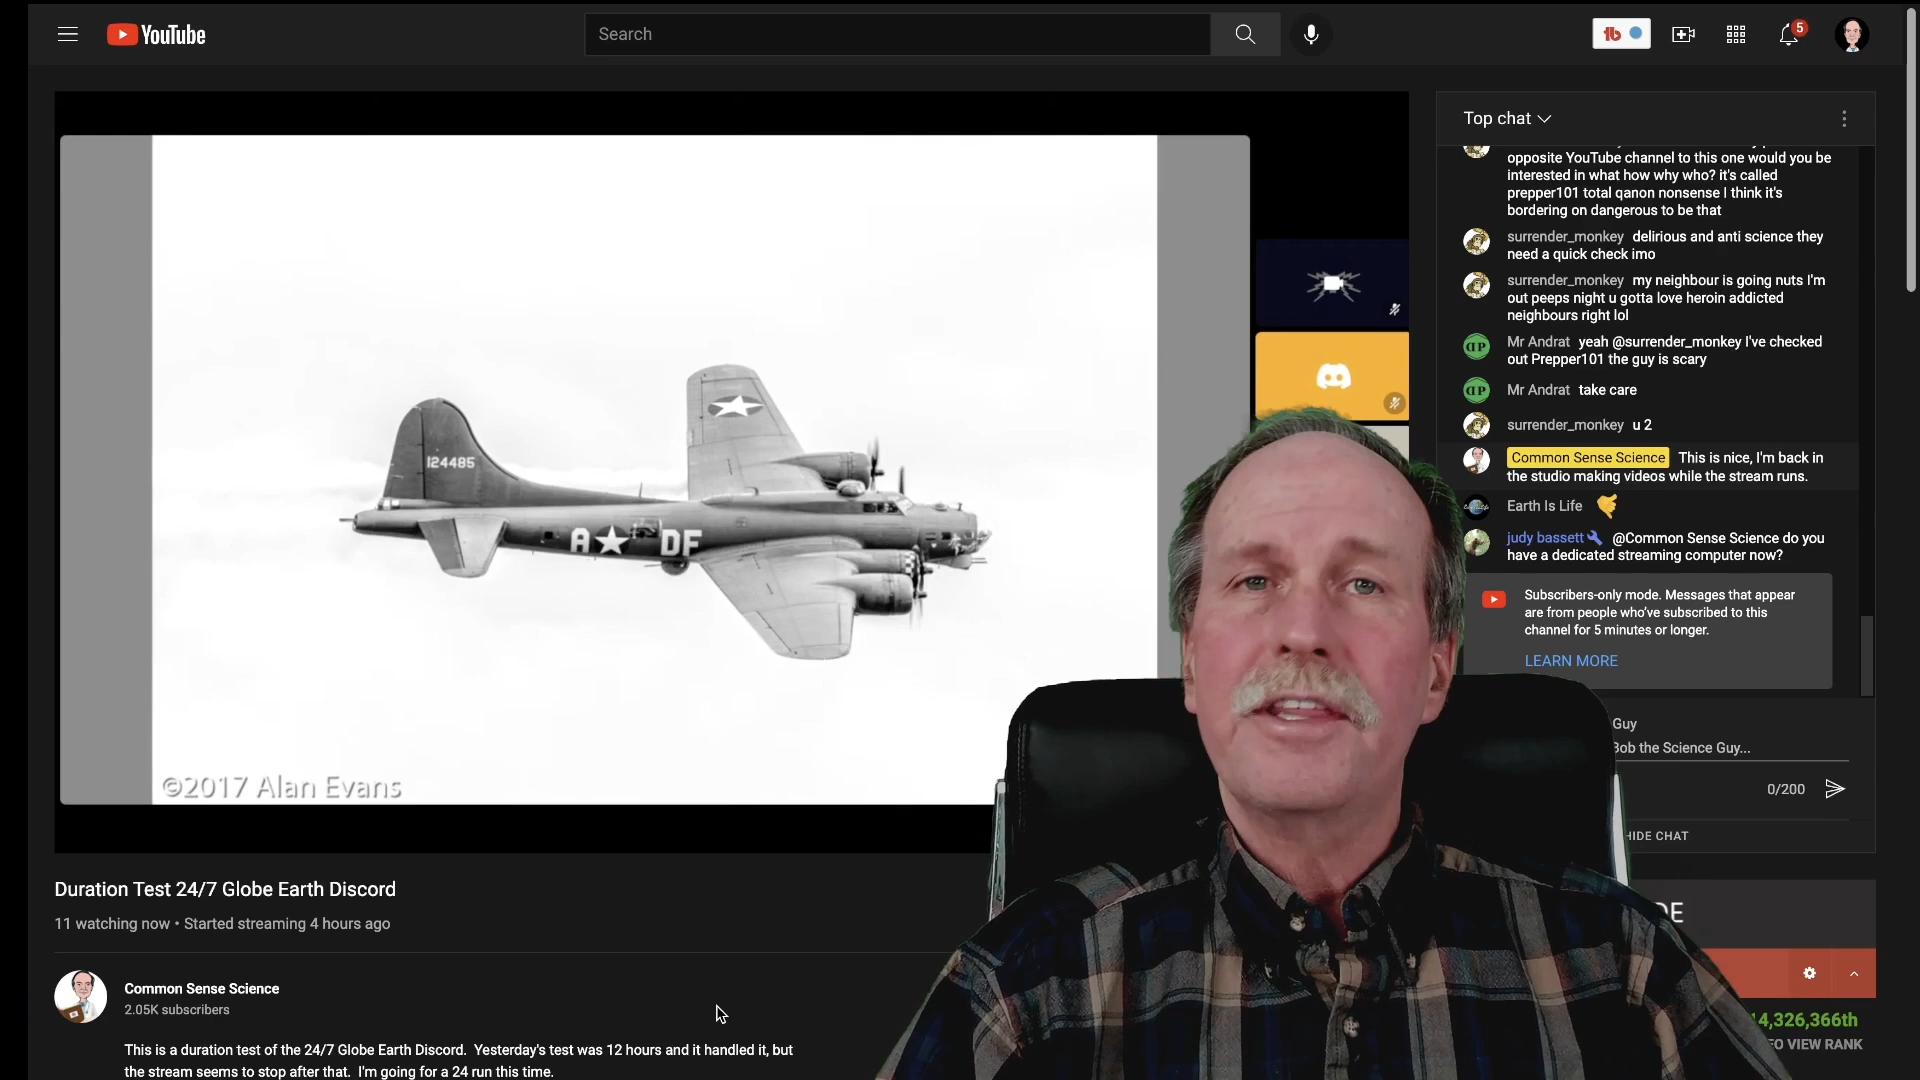 YouTube
Search
tb
5
Top chat
opposite YouTube channel to this one would you be
interested in what how why who? it's called
prepper101 total qanon nonsense I think it's
bordering on dangerous to be that
surrender_monkey delirious and anti science they
need a quick check imo
surrender_monkey my neighbour is going nuts I'm
out peeps night u gotta love heroin addicted
neighbours right lol
Mr Andrat yeah @surrender_monkey I've checked
out Prepper101 the guy is scary
Mr Andrat take care
surrender_monkey u 2
Common Sense Science This is nice, I'm back in
the studio making videos while the stream runs.
Earth Is Life
judy bassett @Common Sense Science do you
have a dedicated streaming computer now?
Subscribers-only mode. Messages that appear
are from people who've subscribed to this
channel for 5 minutes or longer.
LEARN MORE
Guy
Bob the Science Guy...
0/200
HIDE CHAT
124485
A DF
©2017 Alan Evans
Duration Test 24/7 Globe Earth Discord
11 watching now • Started streaming 4 hours ago
Common Sense Science
2.05K subscribers
This is a duration test of the 24/7 Globe Earth Discord. Yesterday's test was 12 hours and it handled it, but
the stream seems to stop after that. I'm going for a 24 run this time.
DE
14,326,366th
EO VIEW RANK